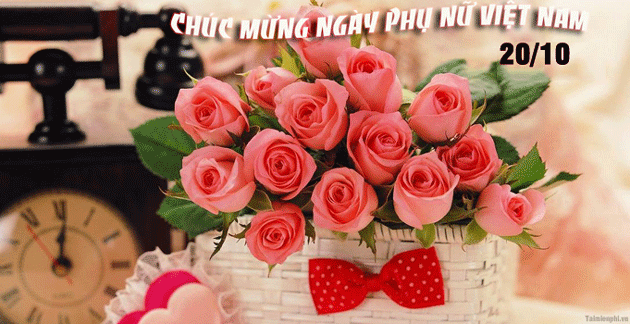 CHÚC MỪNG NGÀY PHỤ NỮ VIỆT NAM
20/10
Taimienphi.vn